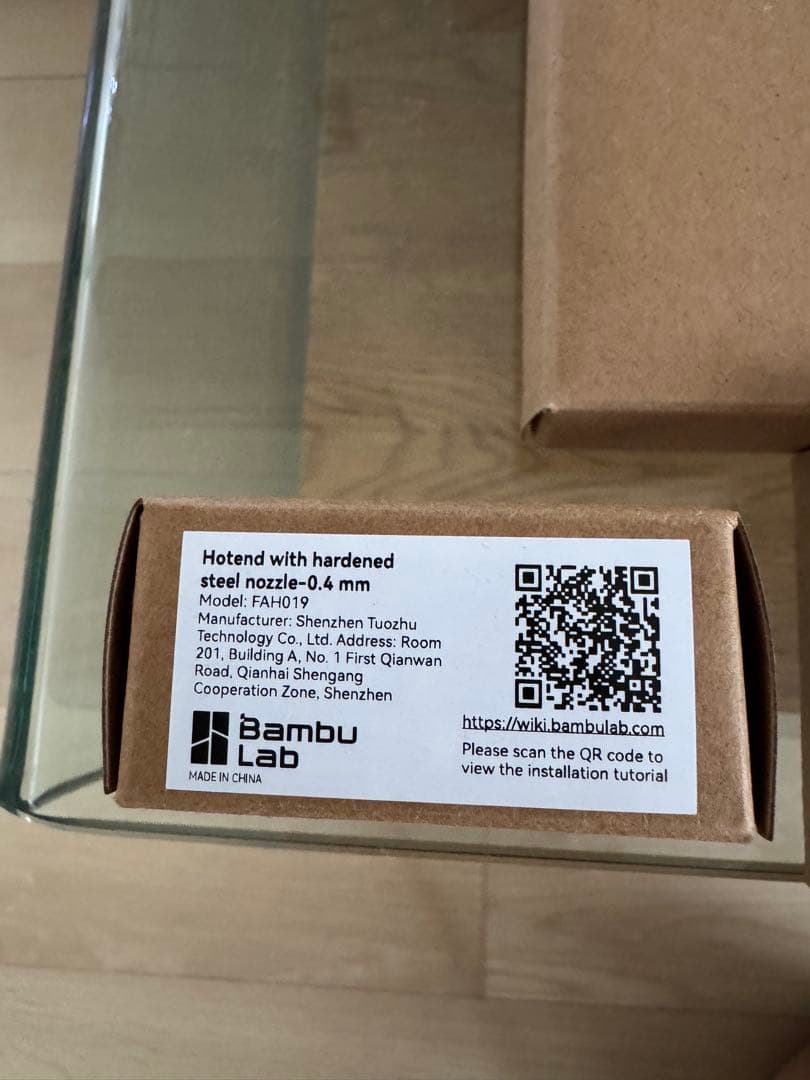 Hotend with hardened
steel nozzle-0.4 mm
Model: FAH019
Manufacturer: Shenzhen Tuozhu
Technology Co., Ltd. Address: Room
201, Building A, No. 1 First Qianwan
Road, Qianhai Shengang
Cooperation Zone, Shenzhen
Bambu
Lab
MADE IN CHINA
https://wiki.bambulab.com
Please scan the QR code to
view the installation tutorial